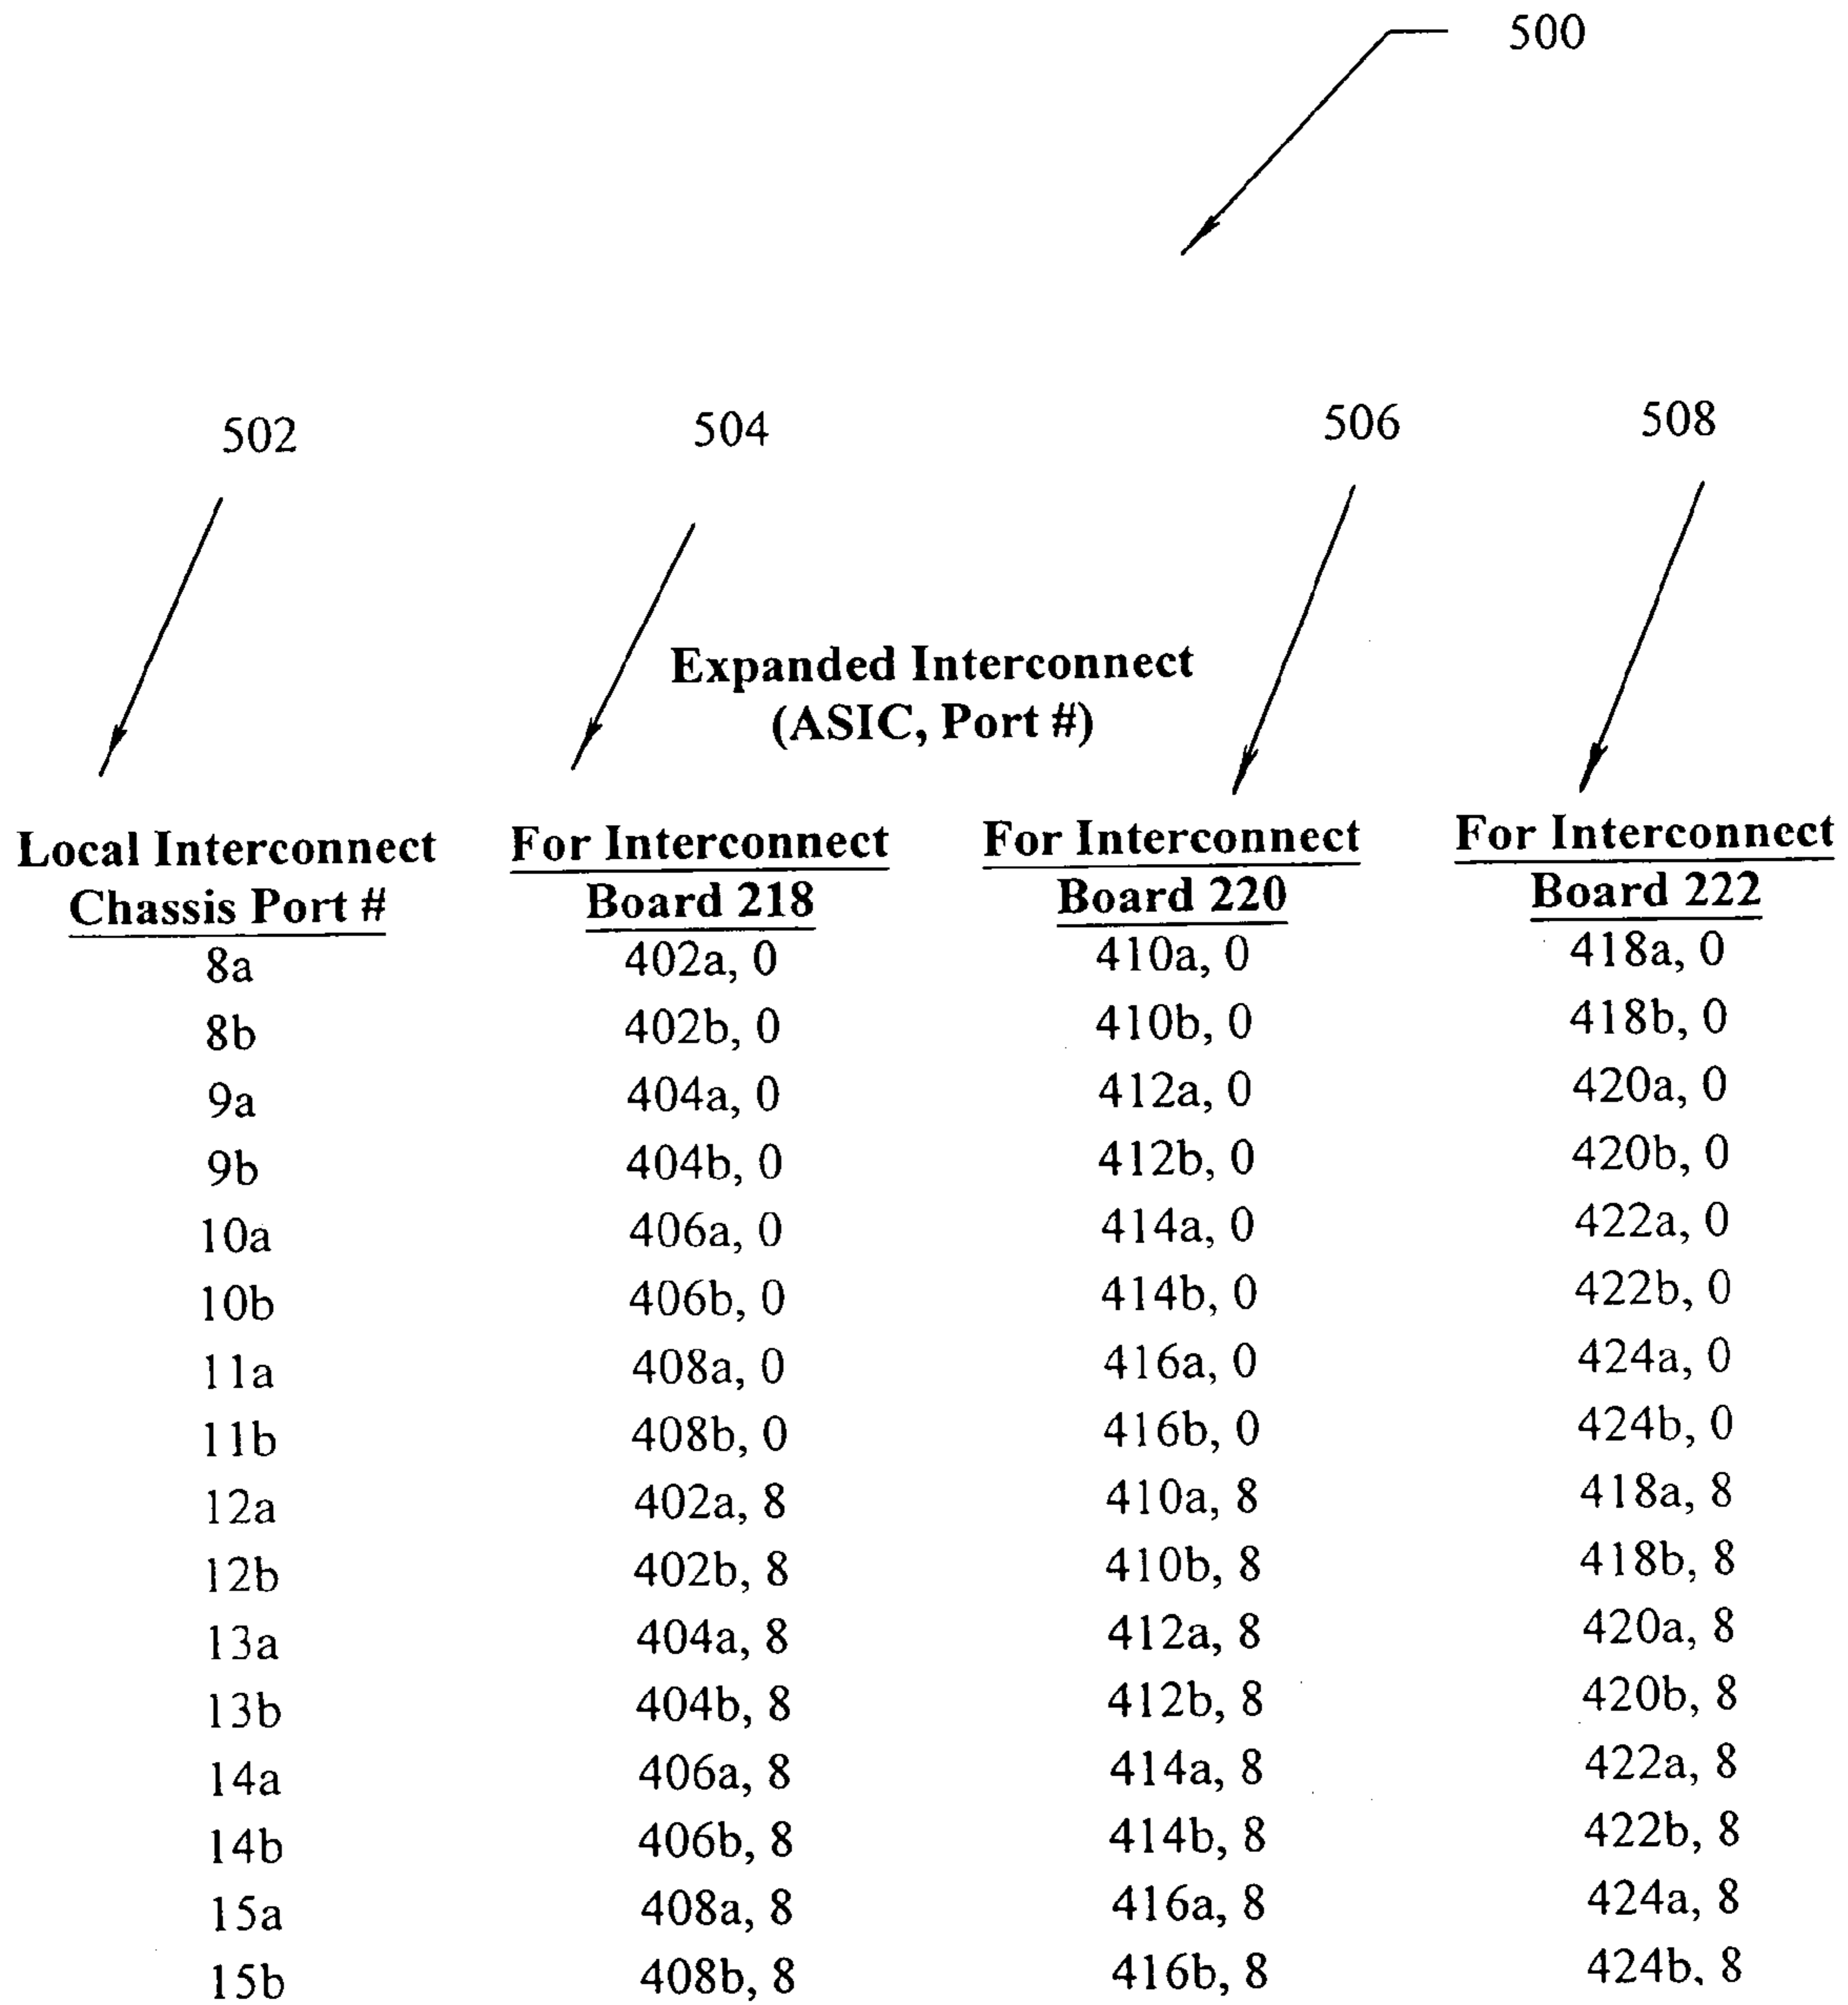 500
502 504 506 508
Expanded Interconnect
(ASIC, Port #)
Local Interconnect For Interconnect For Interconnect For Interconnect
Chassis Port # Board 218 Board 220 Board 222
8a 402a, 0 410a, 0 418a, 0
8b 402b, 0 410b, 0 418b, 0
9a 404a, 0 412a, 0 420a, 0
9b 404b, 0 412b, 0 420b, 0
10a 406a, 0 414a, 0 422a, 0
10b 406b, 0 414b, 0 422b, 0
11a 408a, 0 416a, 0 424a, 0
11b 408b, 0 416b, 0 424b, 0
12a 402a, 8 410a, 8 418a, 8
12b 402b, 8 410b, 8 418b, 8
13a 404a, 8 412a, 8 420a, 8
13b 404b, 8 412b, 8 420b, 8
14a 406a, 8 414a, 8 422a, 8
14b 406b, 8 414b, 8 422b, 8
15a 408a, 8 416a, 8 424a, 8
15b 408b, 8 416b, 8 424b, 8